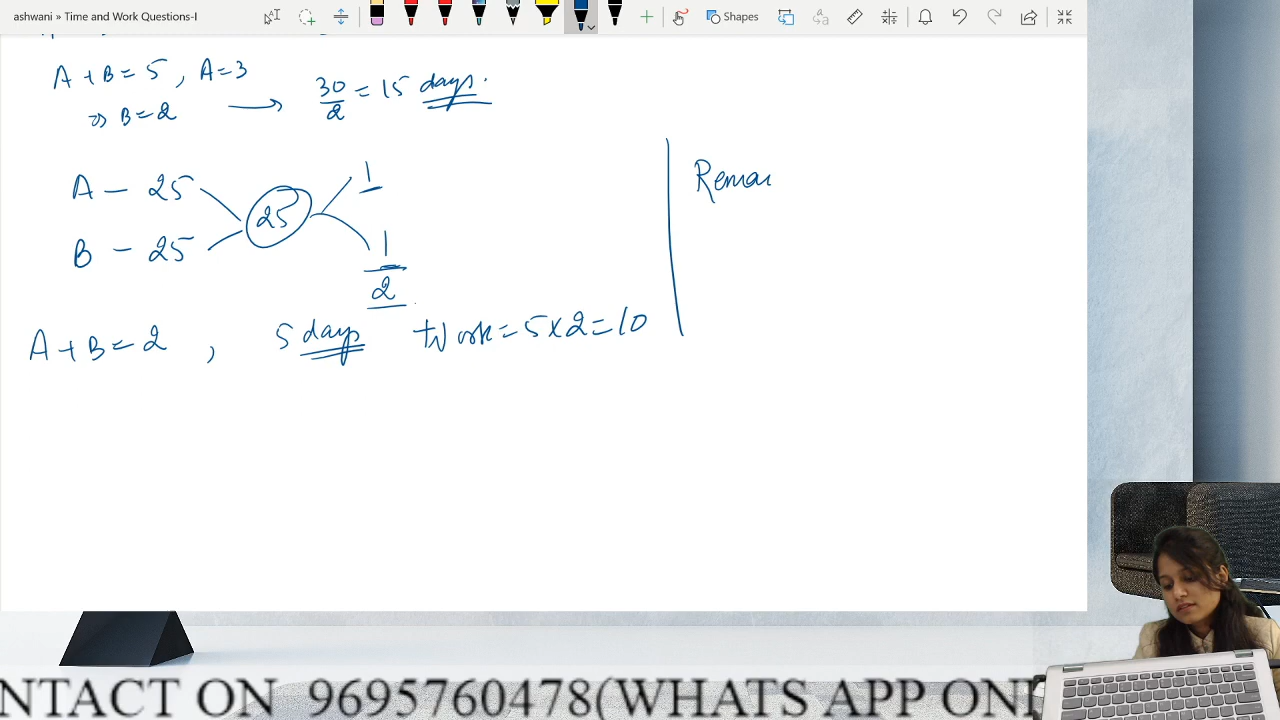 ashwani » Time and Work Questions-I
Shapes
A + B = 5 , A = 3
⇒ B = 2 → 30/2 = 15 days.
A — 25 25 1
B — 25 1
2
A + B = 2 , 5 days Work = 5 x 2 = 10
Remai
NTACT ON 9695760478(WHATS APP ON